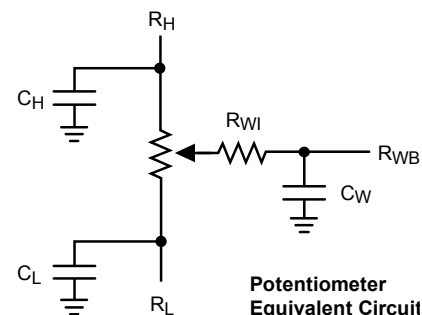 RH
CH
RWI
RWB
CW
CL
RL
Potentiometer
Equivalent Circuit